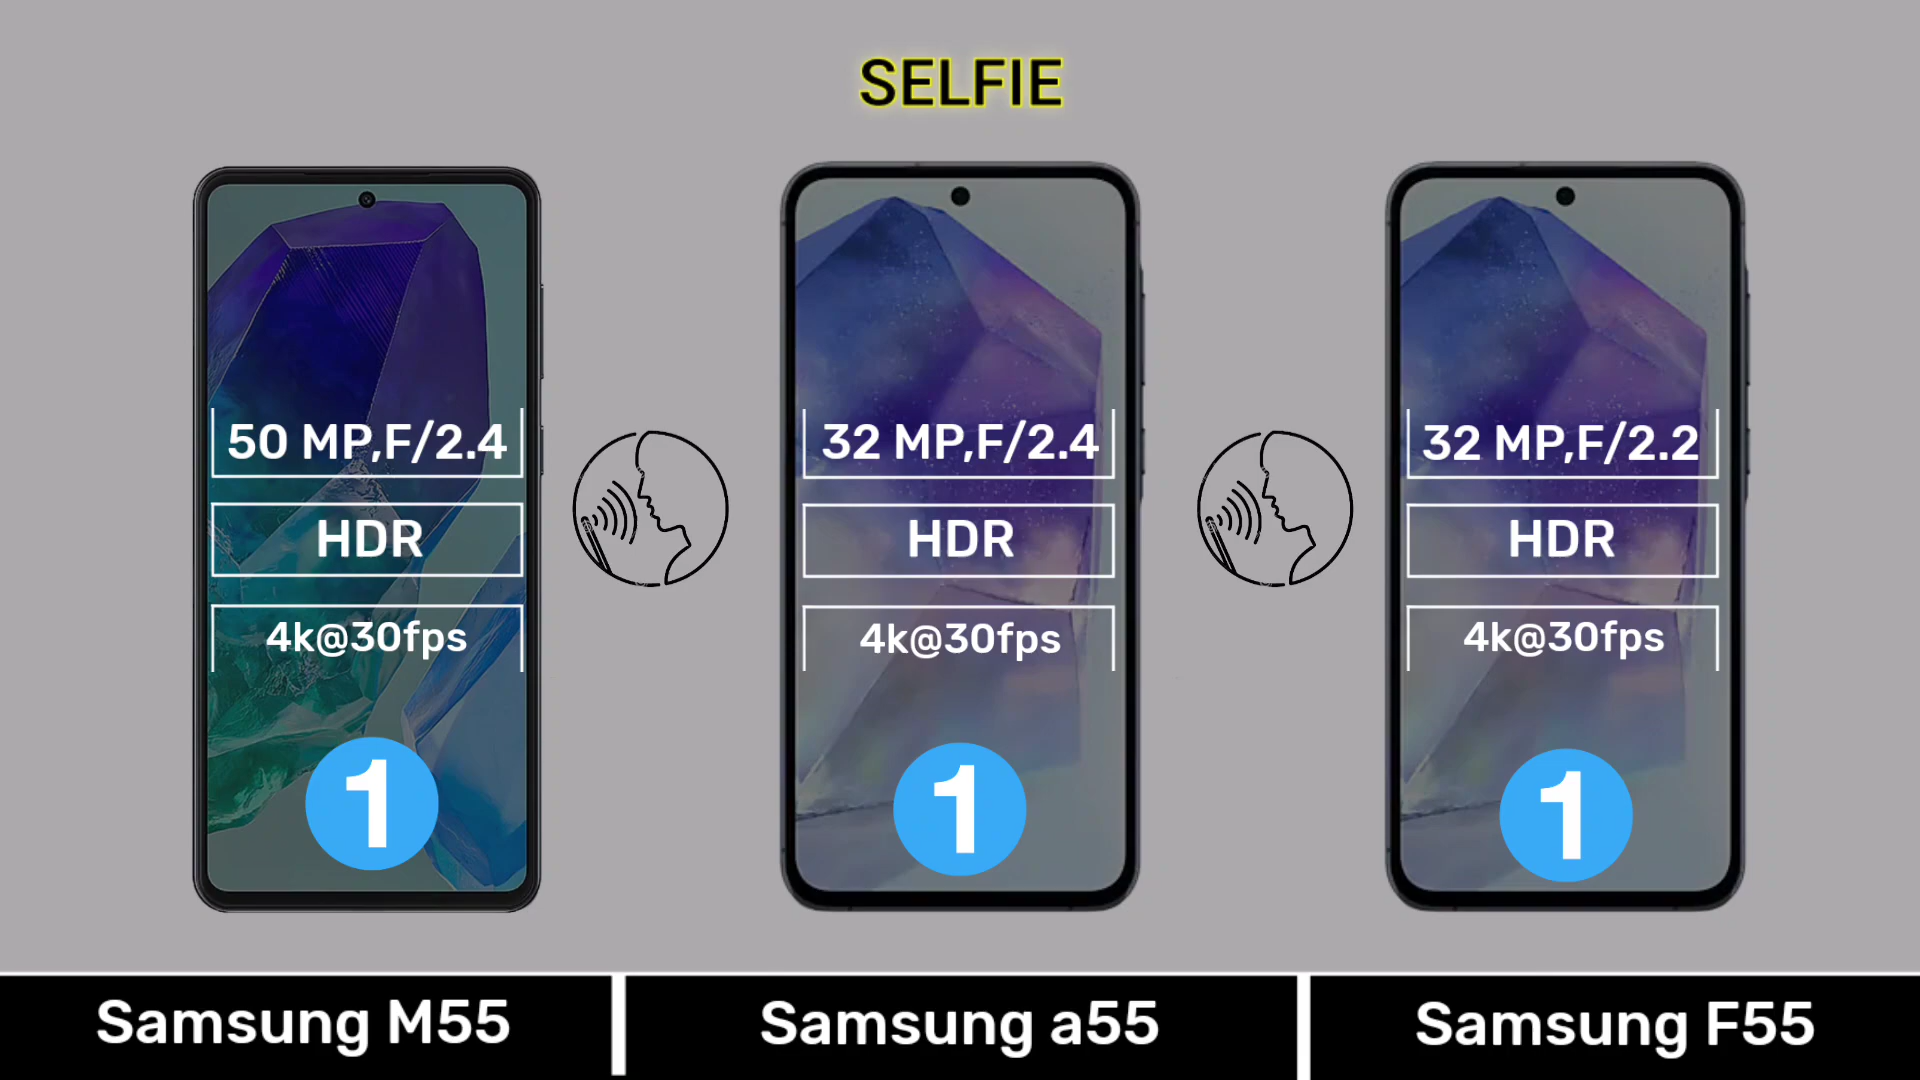 SELFIE
50 MP,F/2.4
HDR
4k@30fps
1
32 MP,F/2.4
HDR
4k@30fps
1
32 MP,F/2.2
HDR
4k@30fps
1
Samsung M55
Samsung a55
Samsung F55